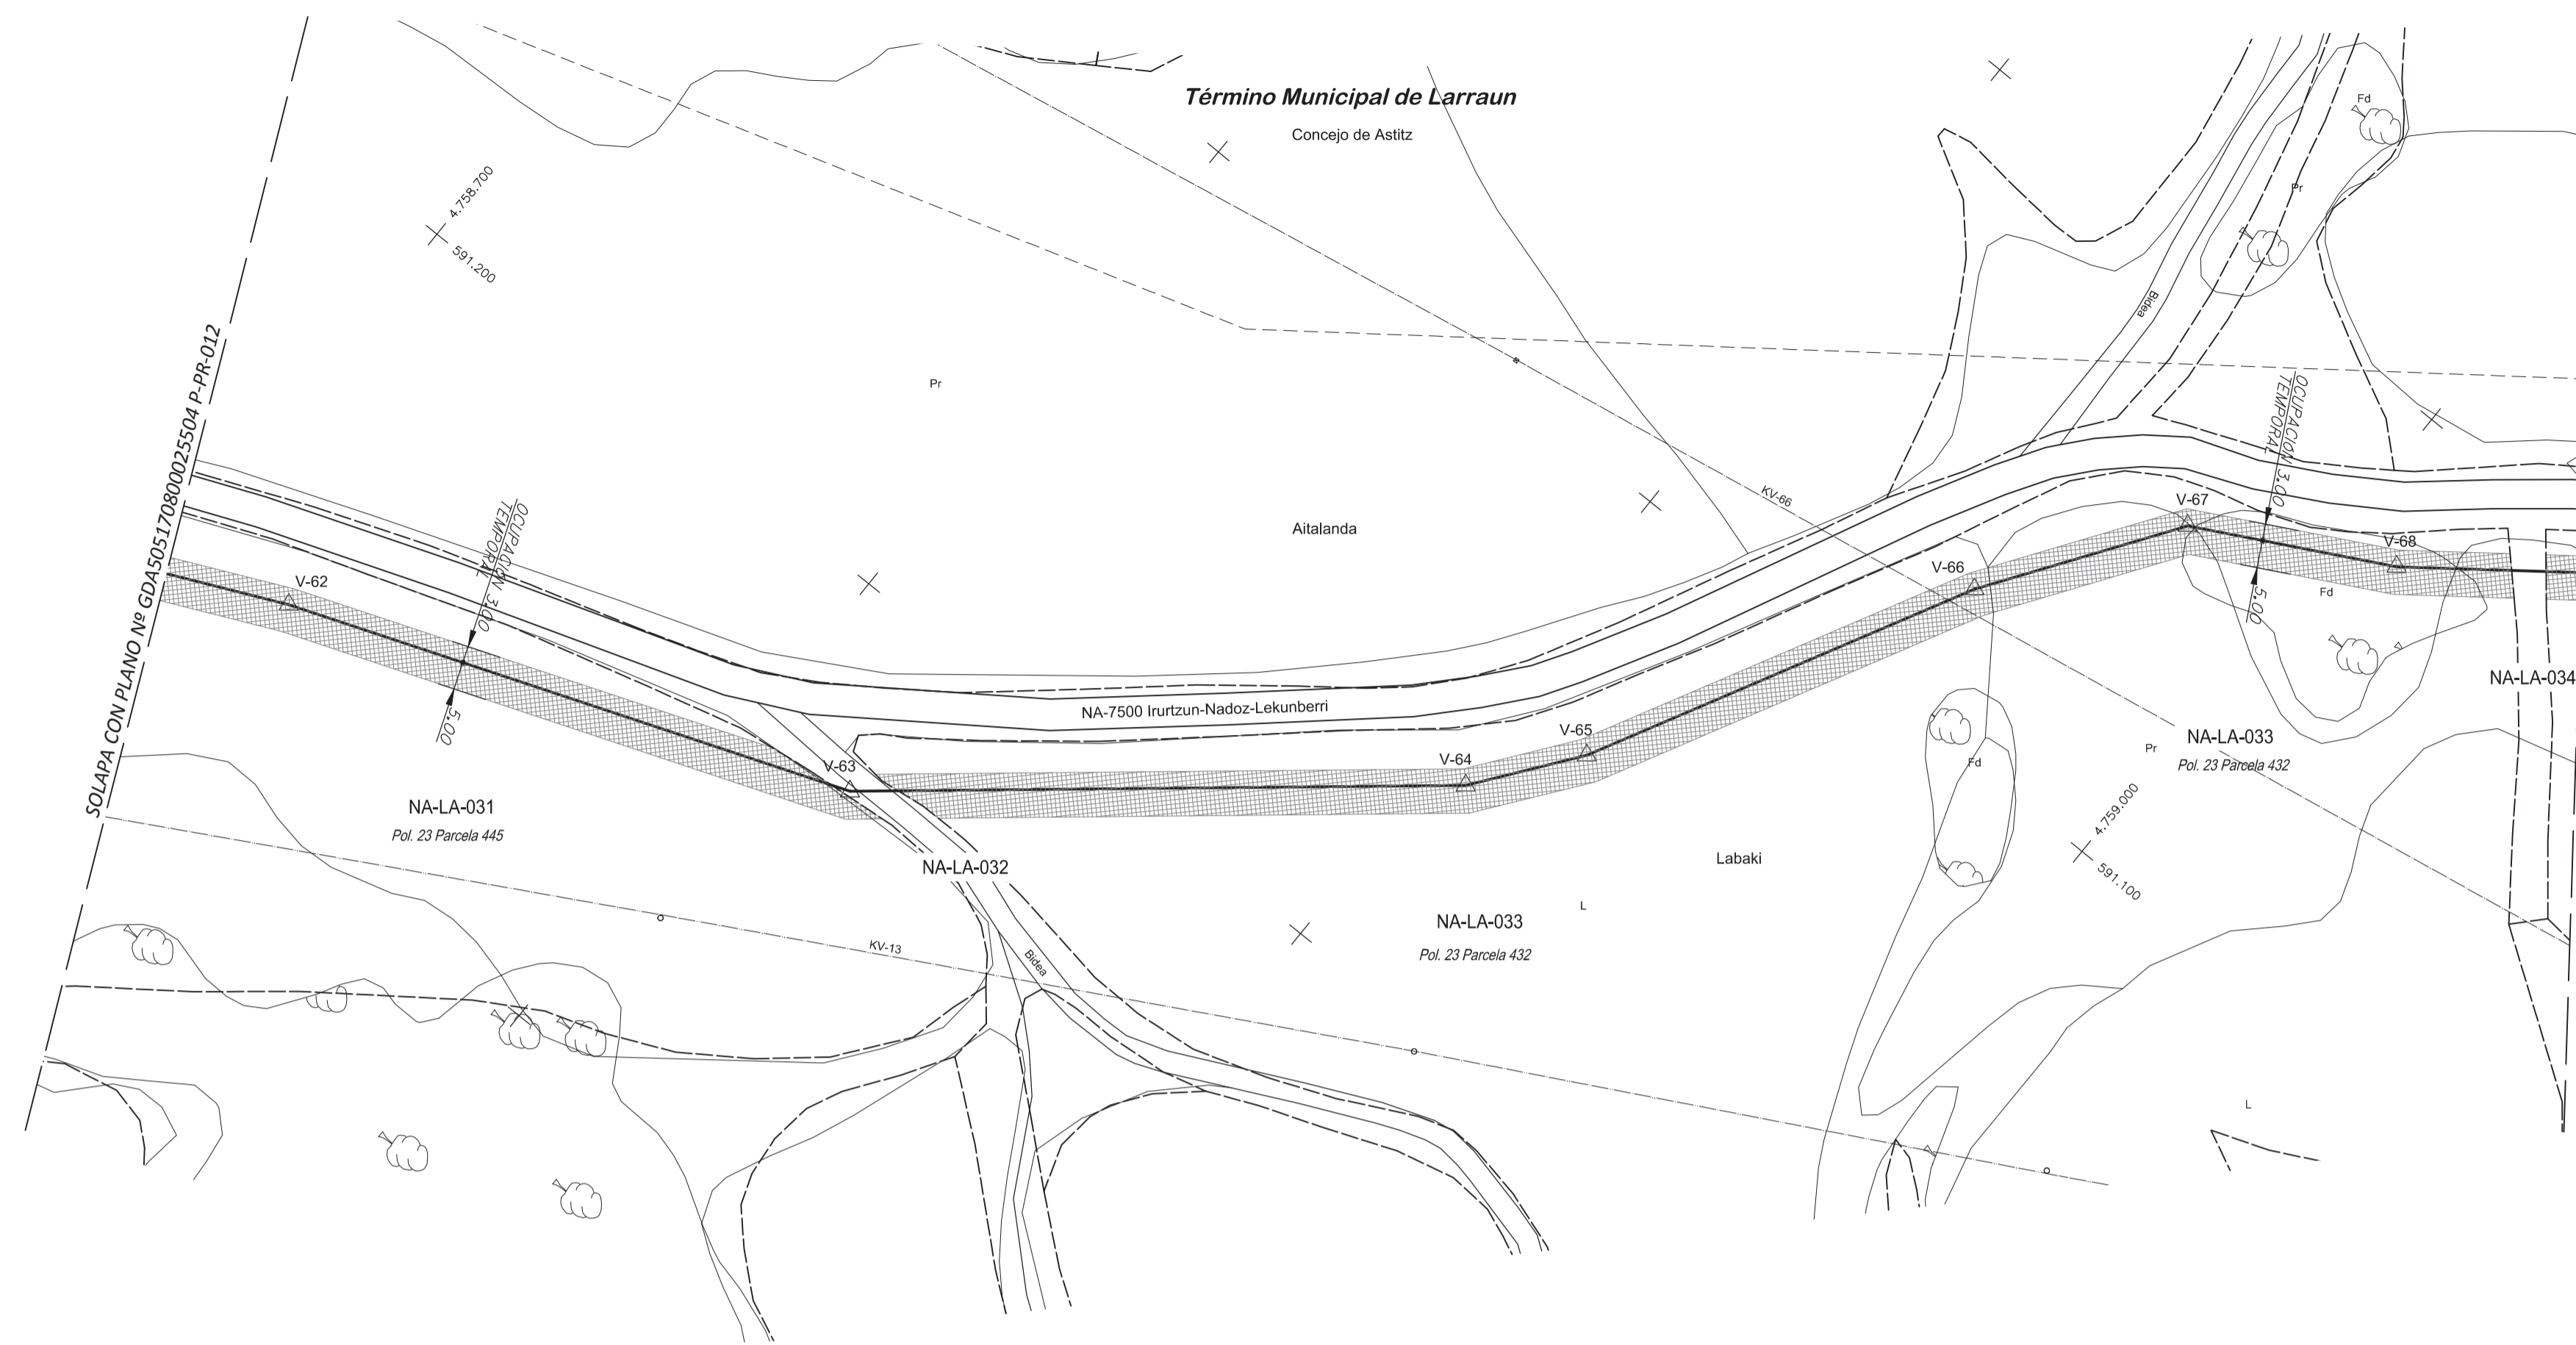 Término Municipal de Larraun
Concejo de Astitz
Fd
Pr
4.758.700
591.200
Bidea
SOLAPA CON PLANO Nº GDA50517080025504 P-PR-012
Pr
OCUPACIÓN 3.00
TEMPORAL
KV-66
V-67
OCUPACIÓN 3.00
TEMPORAL
Aitalanda
V-68
V-62
V-66
Fd
5.00
NA-LA-034
NA-7500 Irurtzun-Nadoz-Lekunberri
5.00
V-65
NA-LA-033
Pol. 23 Parcela 432
Pr
V-64
V-63
Fd
NA-LA-031
Pol. 23 Parcela 445
4.759.000
591.100
NA-LA-032
Labaki
L
NA-LA-033
Pol. 23 Parcela 432
KV-13
Bidea
L